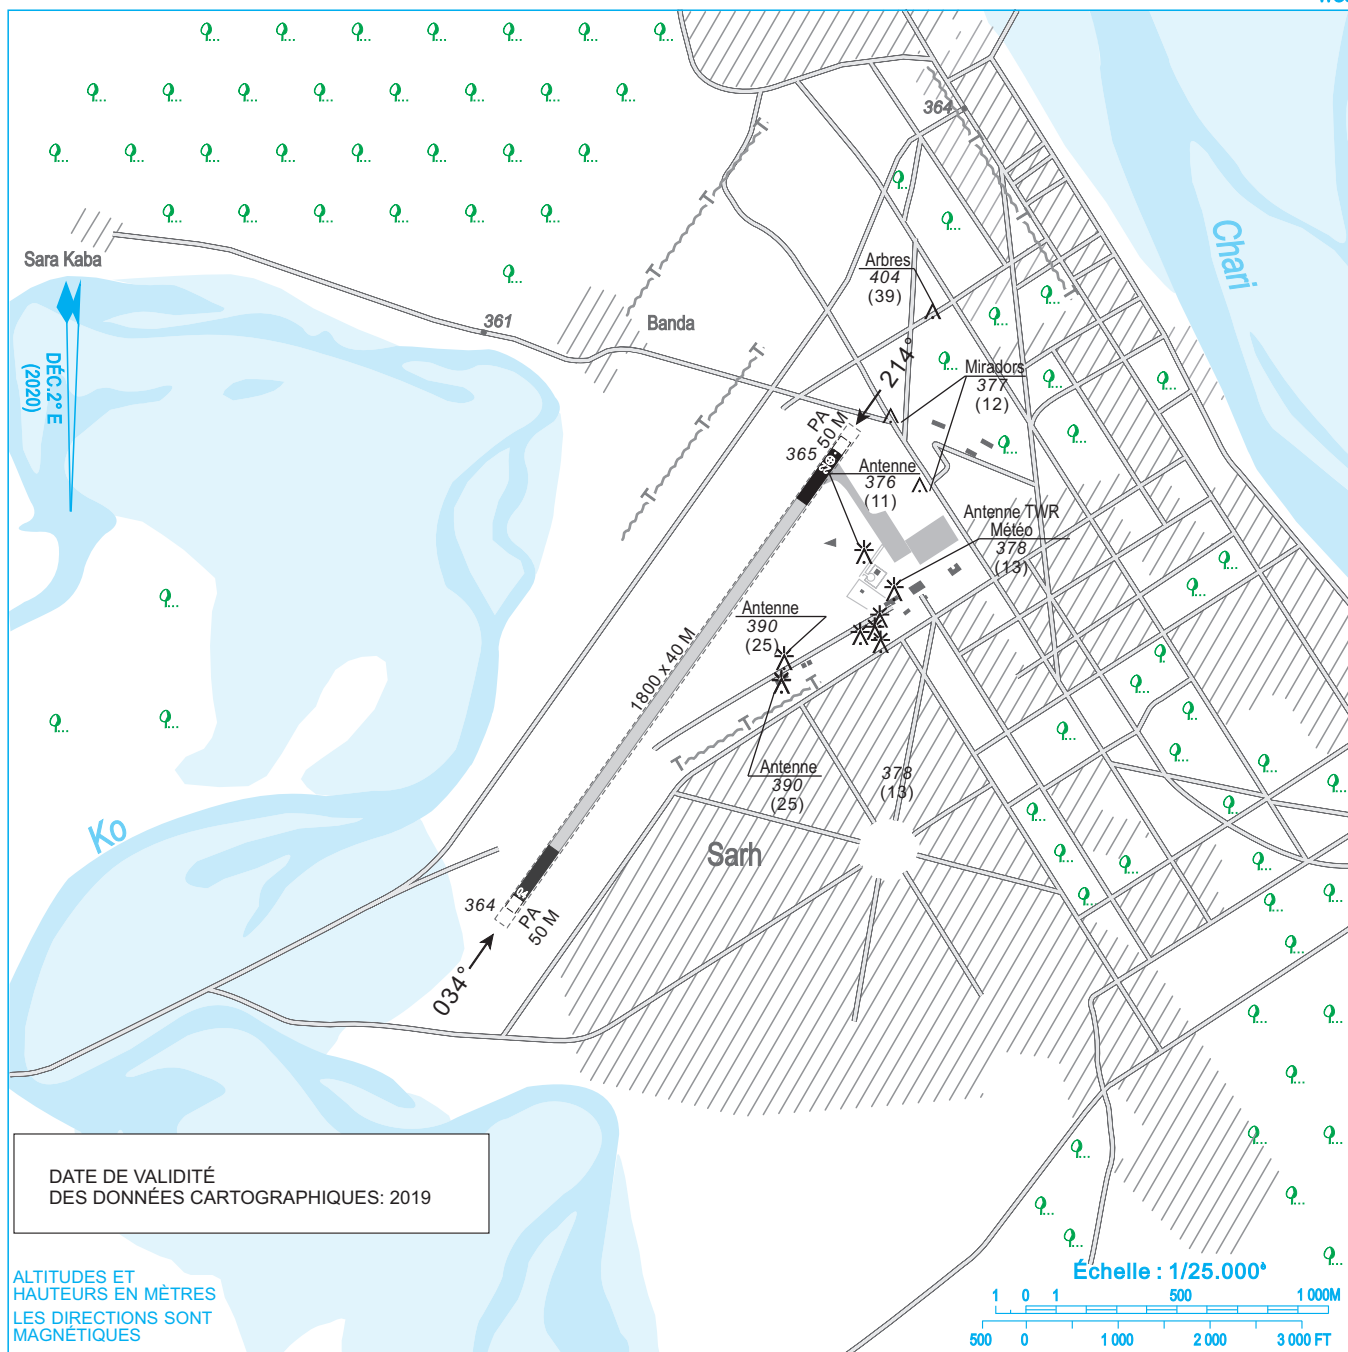 364
Chari
Sara Kaba
Arbres
404
(39)
361
Banda
DÉC.2° E
(2020)
214°
Miradors
377
(12)
PA
50 M
365
Antenne
376
(11)
Antenne TWR
Météo
378
(13)
Antenne
390
(25)
1800 x 40 M
Antenne
390
(25)
378
(13)
Ko
Sarh
364
PA
50 M
034°
DATE DE VALIDITÉ
DES DONNÉES CARTOGRAPHIQUES: 2019
ALTITUDES ET
HAUTEURS EN MÈTRES
LES DIRECTIONS SONT
MAGNÉTIQUES
Échelle : 1/25.000°
1 0 1 500 1 000M
500 0 1 000 2 000 3 000 FT